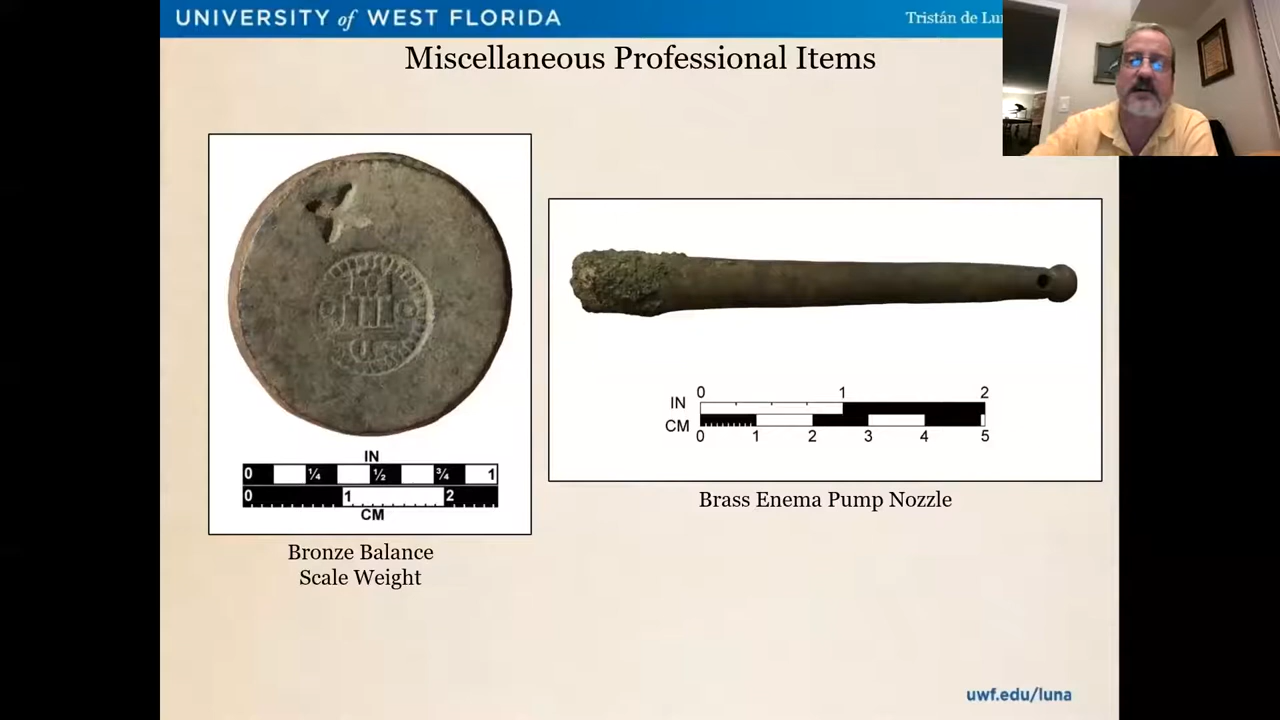 UNIVERSITY of WEST FLORIDA
Tristán de
Miscellaneous Professional Items
IN
0 ¼ ½ ¾ 1
0 1 2
CM
Bronze Balance
Scale Weight
0 1 2
IN
CM
0 1 2 3 4 5
Brass Enema Pump Nozzle
uwf.edu/luna